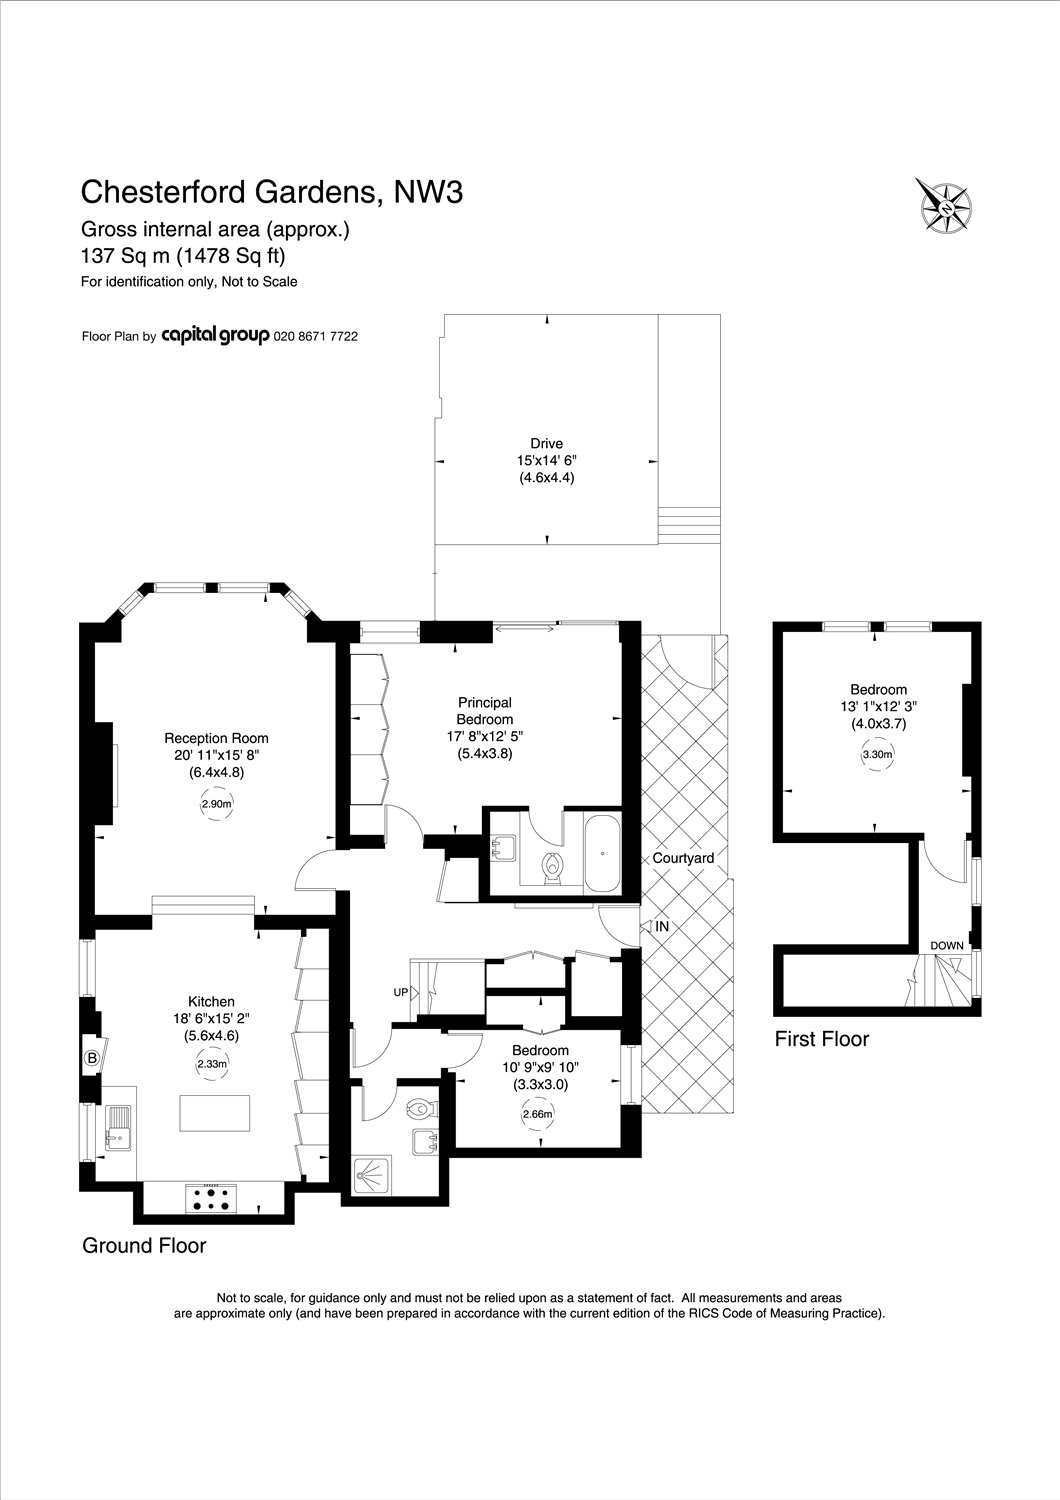 Chesterford Gardens, NW3
Gross internal area (approx.)
137 Sq m (1478 Sq ft)
For identification only, Not to Scale
Floor Plan by capital group 020 8671 7722
N
Drive
15'x14' 6"
(4.6x4.4)
Reception Room
20' 11"x15' 8"
(6.4x4.8)
2.90m
Principal
Bedroom
17' 8"x12' 5"
(5.4x3.8)
Bedroom
13' 1"x12' 3"
(4.0x3.7)
3.30m
Courtyard
IN
DOWN
UP
Kitchen
18' 6"x15' 2"
(5.6x4.6)
2.33m
B
Bedroom
10' 9"x9' 10"
(3.3x3.0)
2.66m
First Floor
Ground Floor
Not to scale, for guidance only and must not be relied upon as a statement of fact. All measurements and areas
are approximate only (and have been prepared in accordance with the current edition of the RICS Code of Measuring Practice).